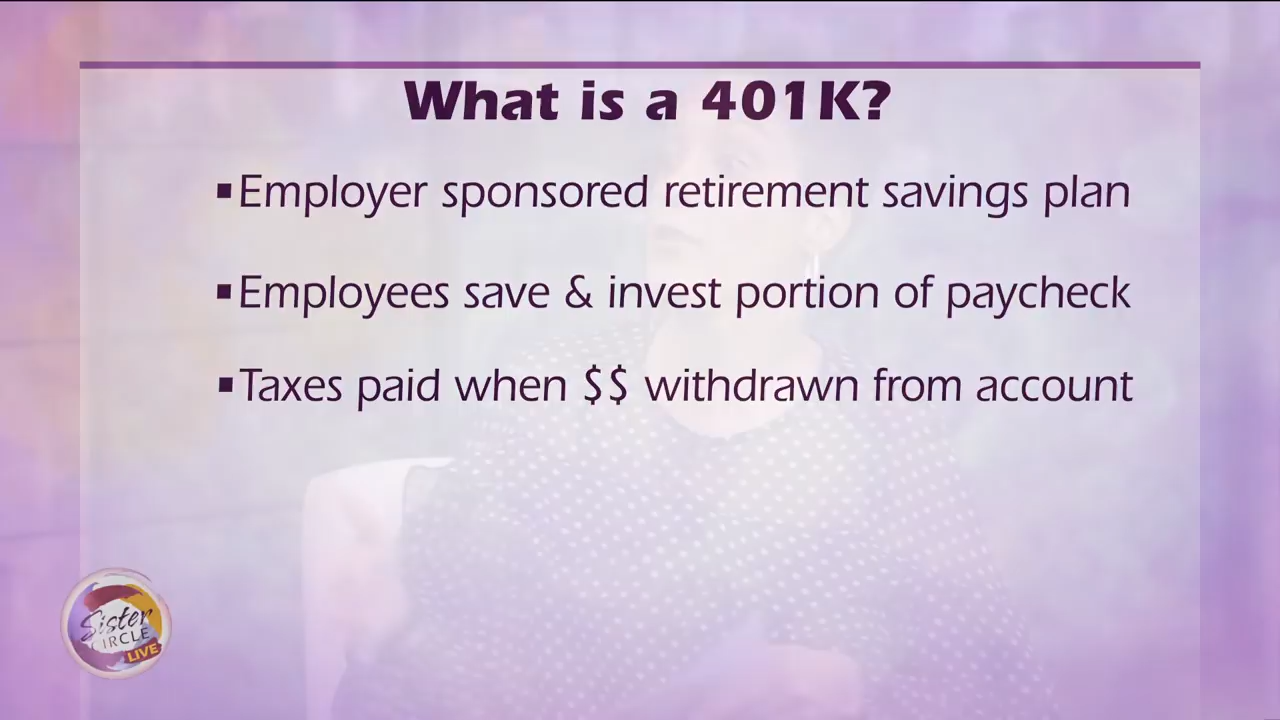 What is a 401K?
▪Employer sponsored retirement savings plan
▪Employees save & invest portion of paycheck
▪Taxes paid when $$ withdrawn from account
Sister
CIRCLE
LIVE